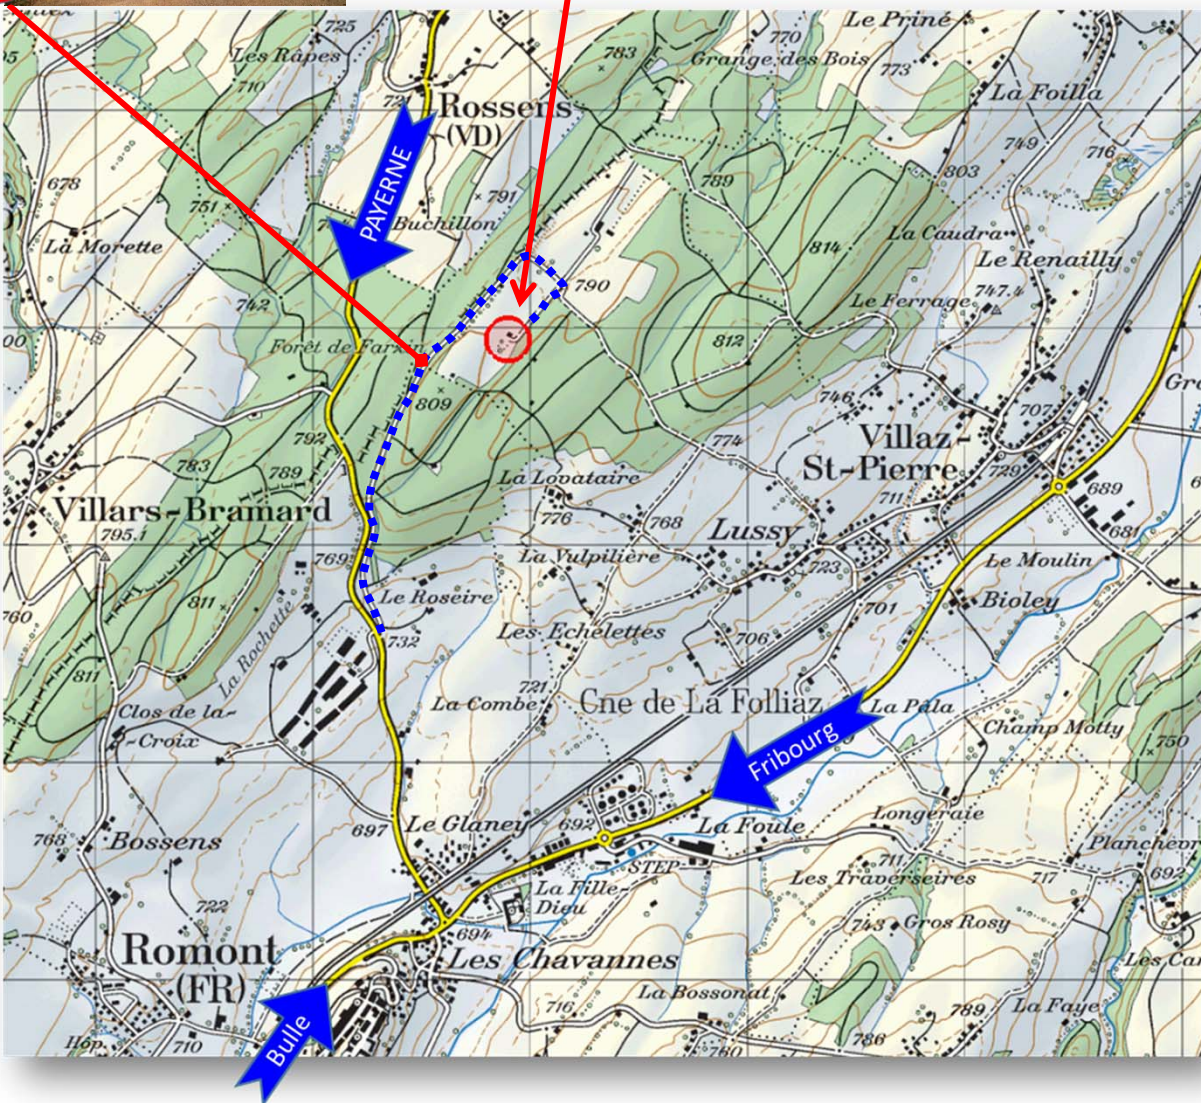 725
783
770
Le Priné
Les Râpes
Grange des Bois
773
710
La Foilla
Rossens
(VD)
749
716
PAYERNE
678
789
803
791
751
Buchillon
La Morette
814
La Caudra
Le Renailly
790
742
Le Ferrage
747.4
Forêt de Farzin
812
809
746
707
Villaz-
St-Pierre
792
774
729
783
789
La Lovataire
689
711
Villars-Bramard
776
768
Lussy
681
795.1
769
La Vulpilière
723
Le Moulin
Le Roseire
701
Bioley
760
811
Les Echelettes
706
732
La Rochette
811
721
La Combe
Cne de La Folliaz
La Pala
Clos de la-
-Croix
Champ Motty
750
Fribourg
697
Le Glaney
692
La Foule
Longeraie
768
Bossens
STEP
711
Les Traverseires
717
692
722
La Fille-
Dieu
743
Gros Rosy
Romont
(FR)
694
Les Chavannes
La Bossonat
716
789
La Faye
Bulle
Hôp.
710
760
786